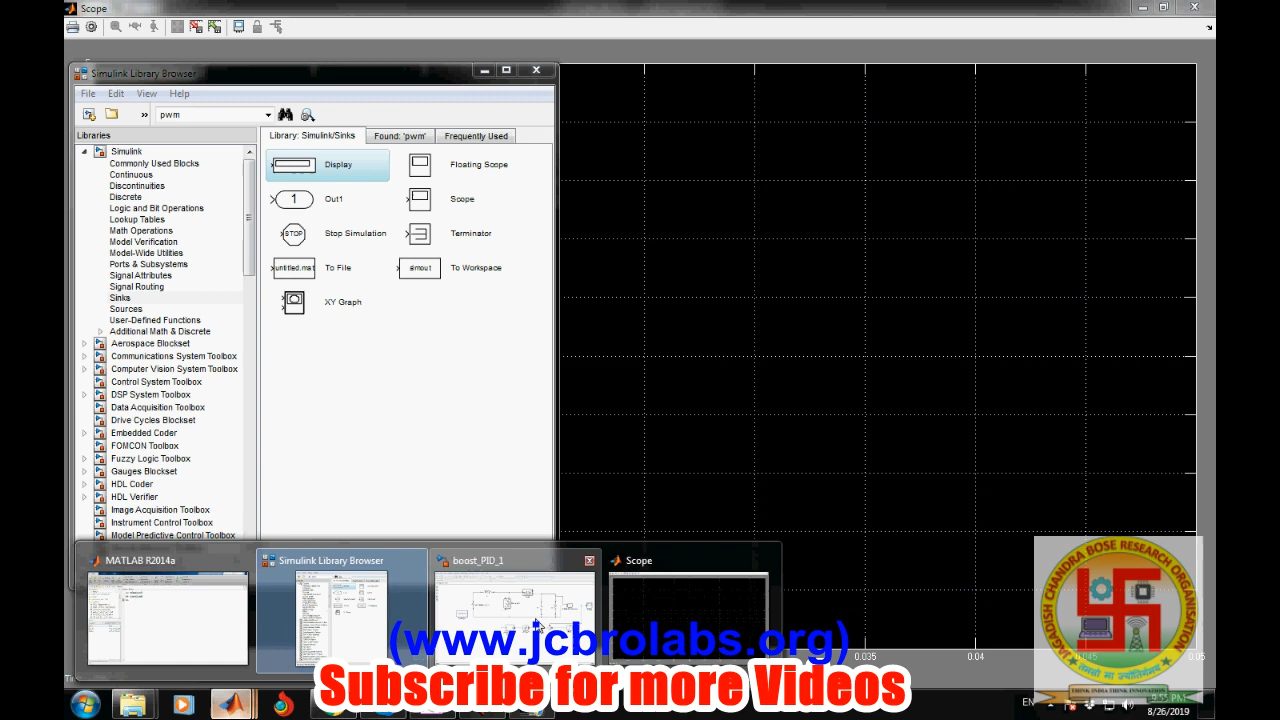 Scope
Simulink Library Browser
File Edit View Help
» pwm
Libraries
Library: Simulink/Sinks Found: 'pwm' Frequently Used
Simulink
Commonly Used Blocks
Continuous
Discontinuities
Discrete
Logic and Bit Operations
Lookup Tables
Math Operations
Model Verification
Model-Wide Utilities
Ports & Subsystems
Signal Attributes
Signal Routing
Sinks
Sources
User-Defined Functions
Additional Math & Discrete
Aerospace Blockset
Communications System Toolbox
Computer Vision System Toolbox
Control System Toolbox
DSP System Toolbox
Data Acquisition Toolbox
Drive Cycles Blockset
Embedded Coder
FOMCON Toolbox
Fuzzy Logic Toolbox
Gauges Blockset
HDL Coder
HDL Verifier
Image Acquisition Toolbox
Instrument Control Toolbox
Model Predictive Control Toolbox
Display Floating Scope
1 Out1 Scope
STOP Stop Simulation Terminator
untitled.mat To File simout To Workspace
XY Graph
MATLAB R2014a Simulink Library Browser boost_PID_1 Scope
0.035 0.04 0.045 0.05
(www.jcbrolabs.org)
Subscribe for more Videos
JAGADISH CHANDRA BOSE RESEARCH ORGANISATION
THINK INDIA THINK INNOVATION
EN
8/26/2019